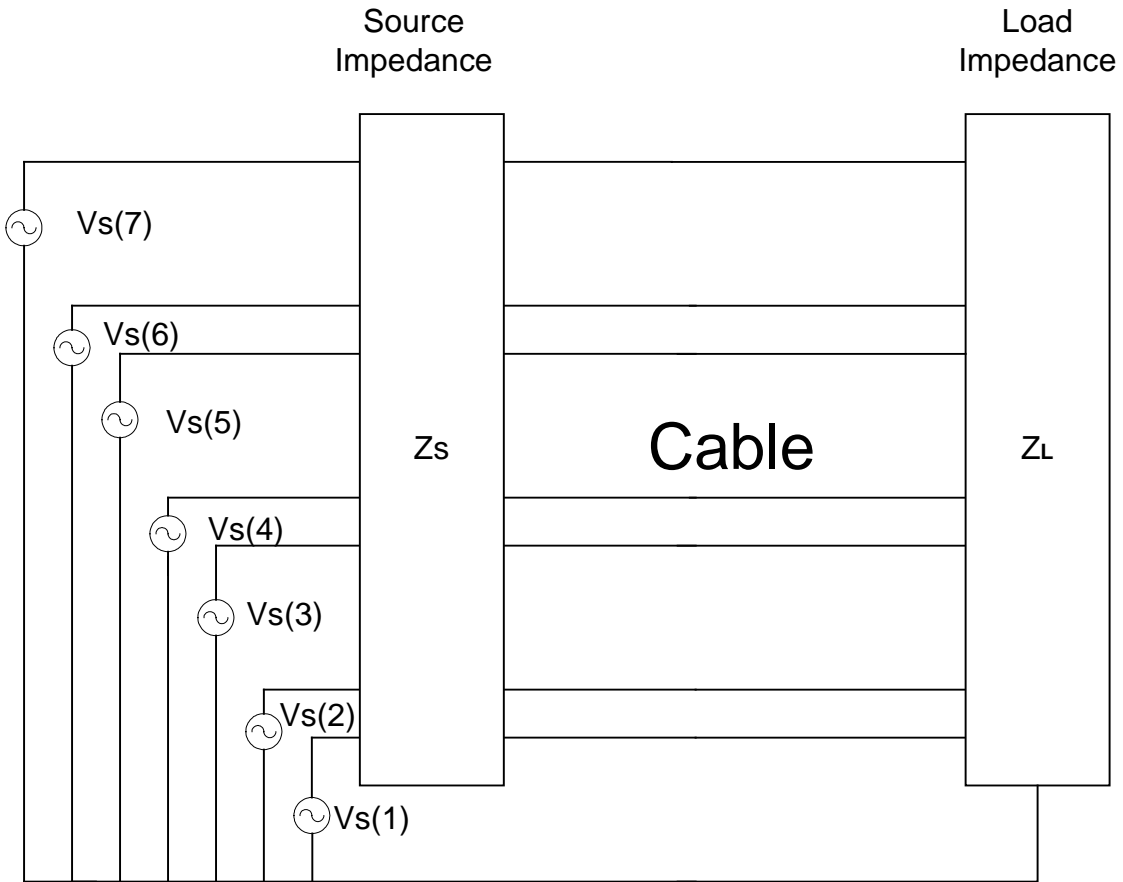 Source
Impedance
Load
Impedance
Vs(7)
Vs(6)
Vs(5)
Zs
Cable
ZL
Vs(4)
Vs(3)
Vs(2)
Vs(1)